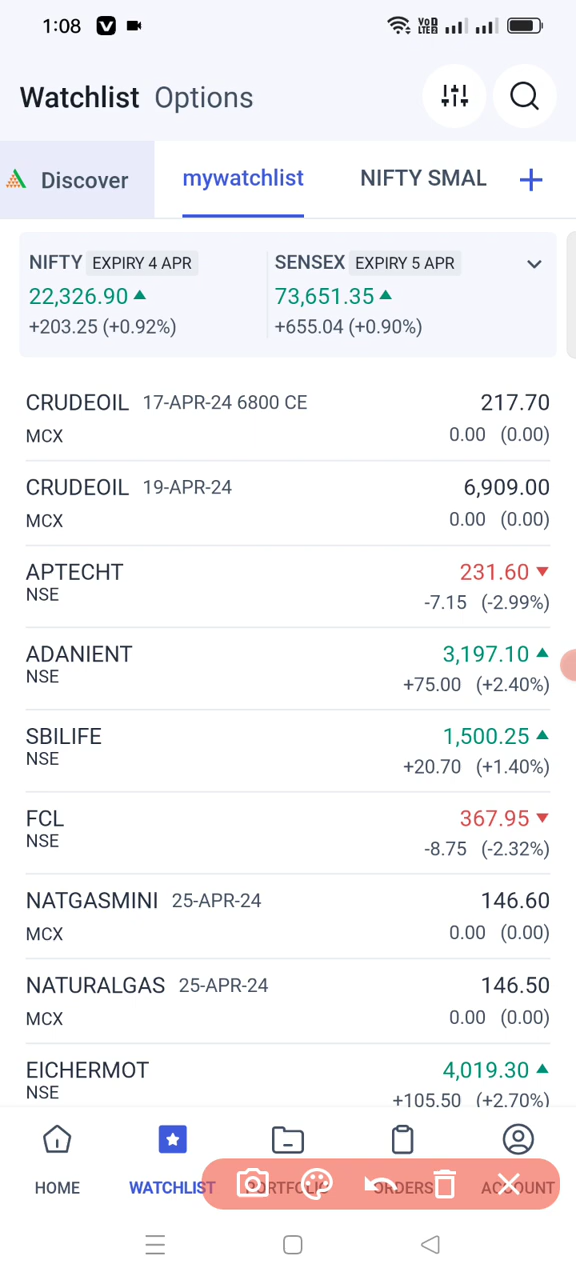 1:08 VoD LTE2
Watchlist Options
Discover mywatchlist NIFTY SMAL +
NIFTY EXPIRY 4 APR SENSEX EXPIRY 5 APR
22,326.90 73,651.35
+203.25 (+0.92%) +655.04 (+0.90%)
CRUDEOIL 17-APR-24 6800 CE 217.70
MCX 0.00 (0.00)
CRUDEOIL 19-APR-24 6,909.00
MCX 0.00 (0.00)
APTECHT 231.60
NSE -7.15 (-2.99%)
ADANIENT 3,197.10
NSE +75.00 (+2.40%)
SBILIFE 1,500.25
NSE +20.70 (+1.40%)
FCL 367.95
NSE -8.75 (-2.32%)
NATGASMINI 25-APR-24 146.60
MCX 0.00 (0.00)
NATURALGAS 25-APR-24 146.50
MCX 0.00 (0.00)
EICHERMOT 4,019.30
NSE +105.50 (+2.70%)
HOME WATCHLIST PORTFOLIO ORDERS ACCOUNT